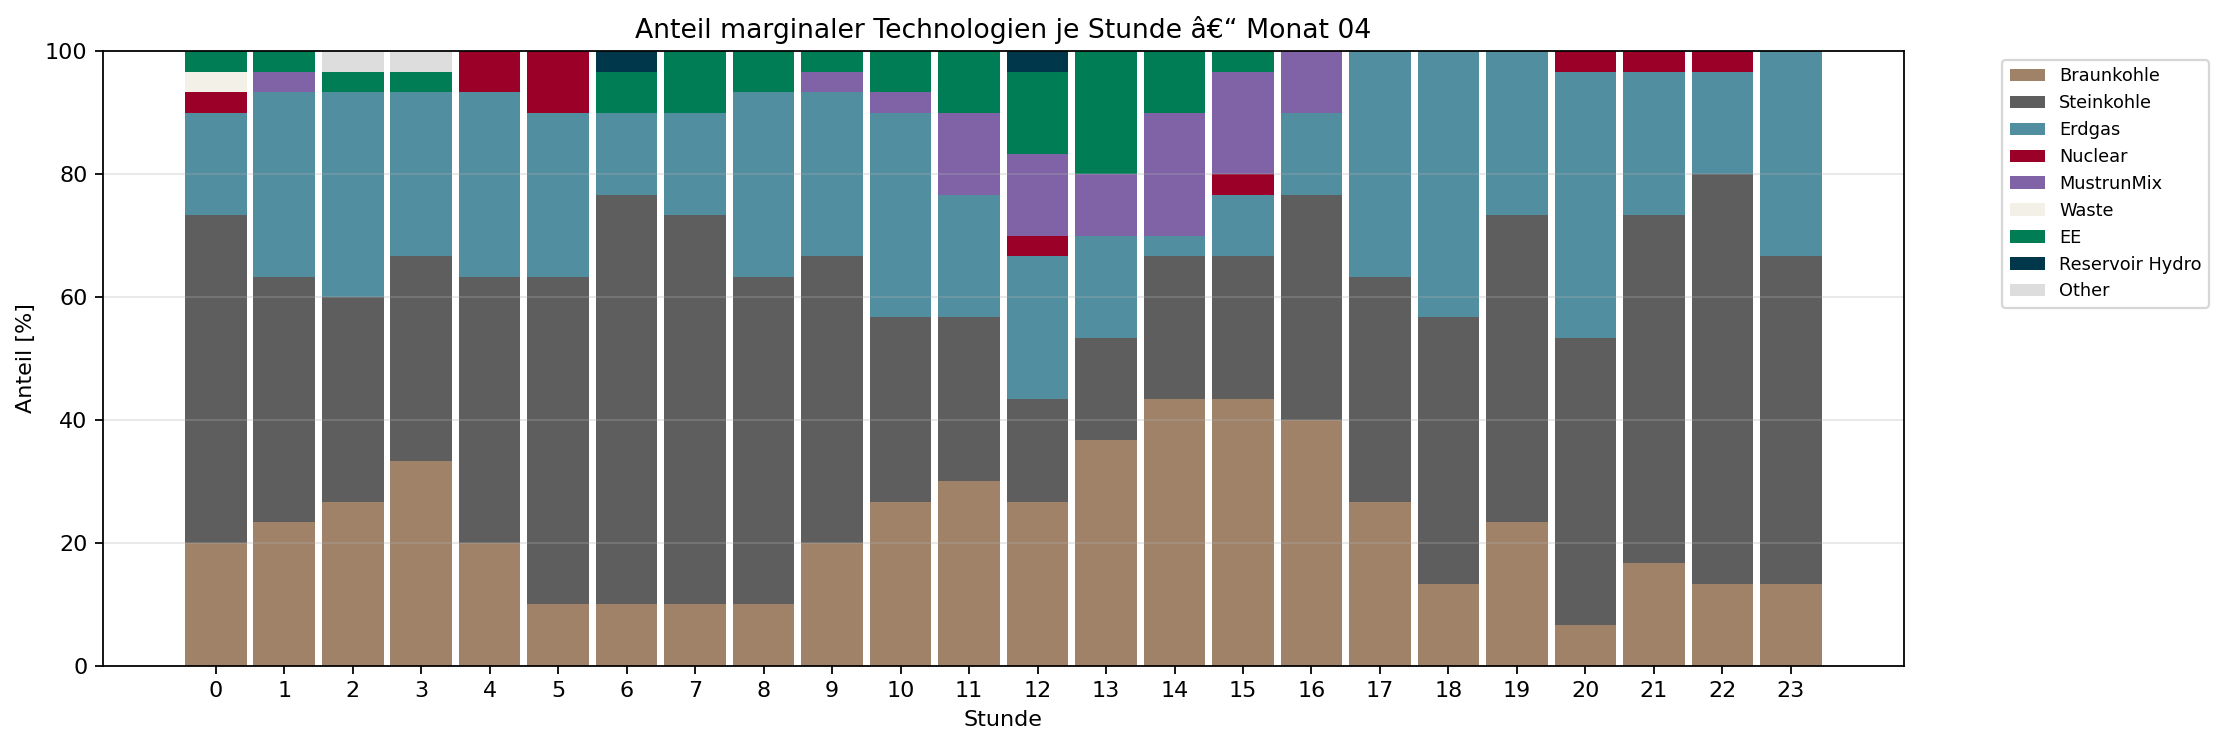 Anteil marginaler Technologien je Stunde â€“ Monat 04
Anteil [%]
100
80
60
40
20
0
0 1 2 3 4 5 6 7 8 9 10 11 12 13 14 15 16 17 18 19 20 21 22 23
Stunde
Braunkohle
Steinkohle
Erdgas
Nuclear
MustrunMix
Waste
EE
Reservoir Hydro
Other